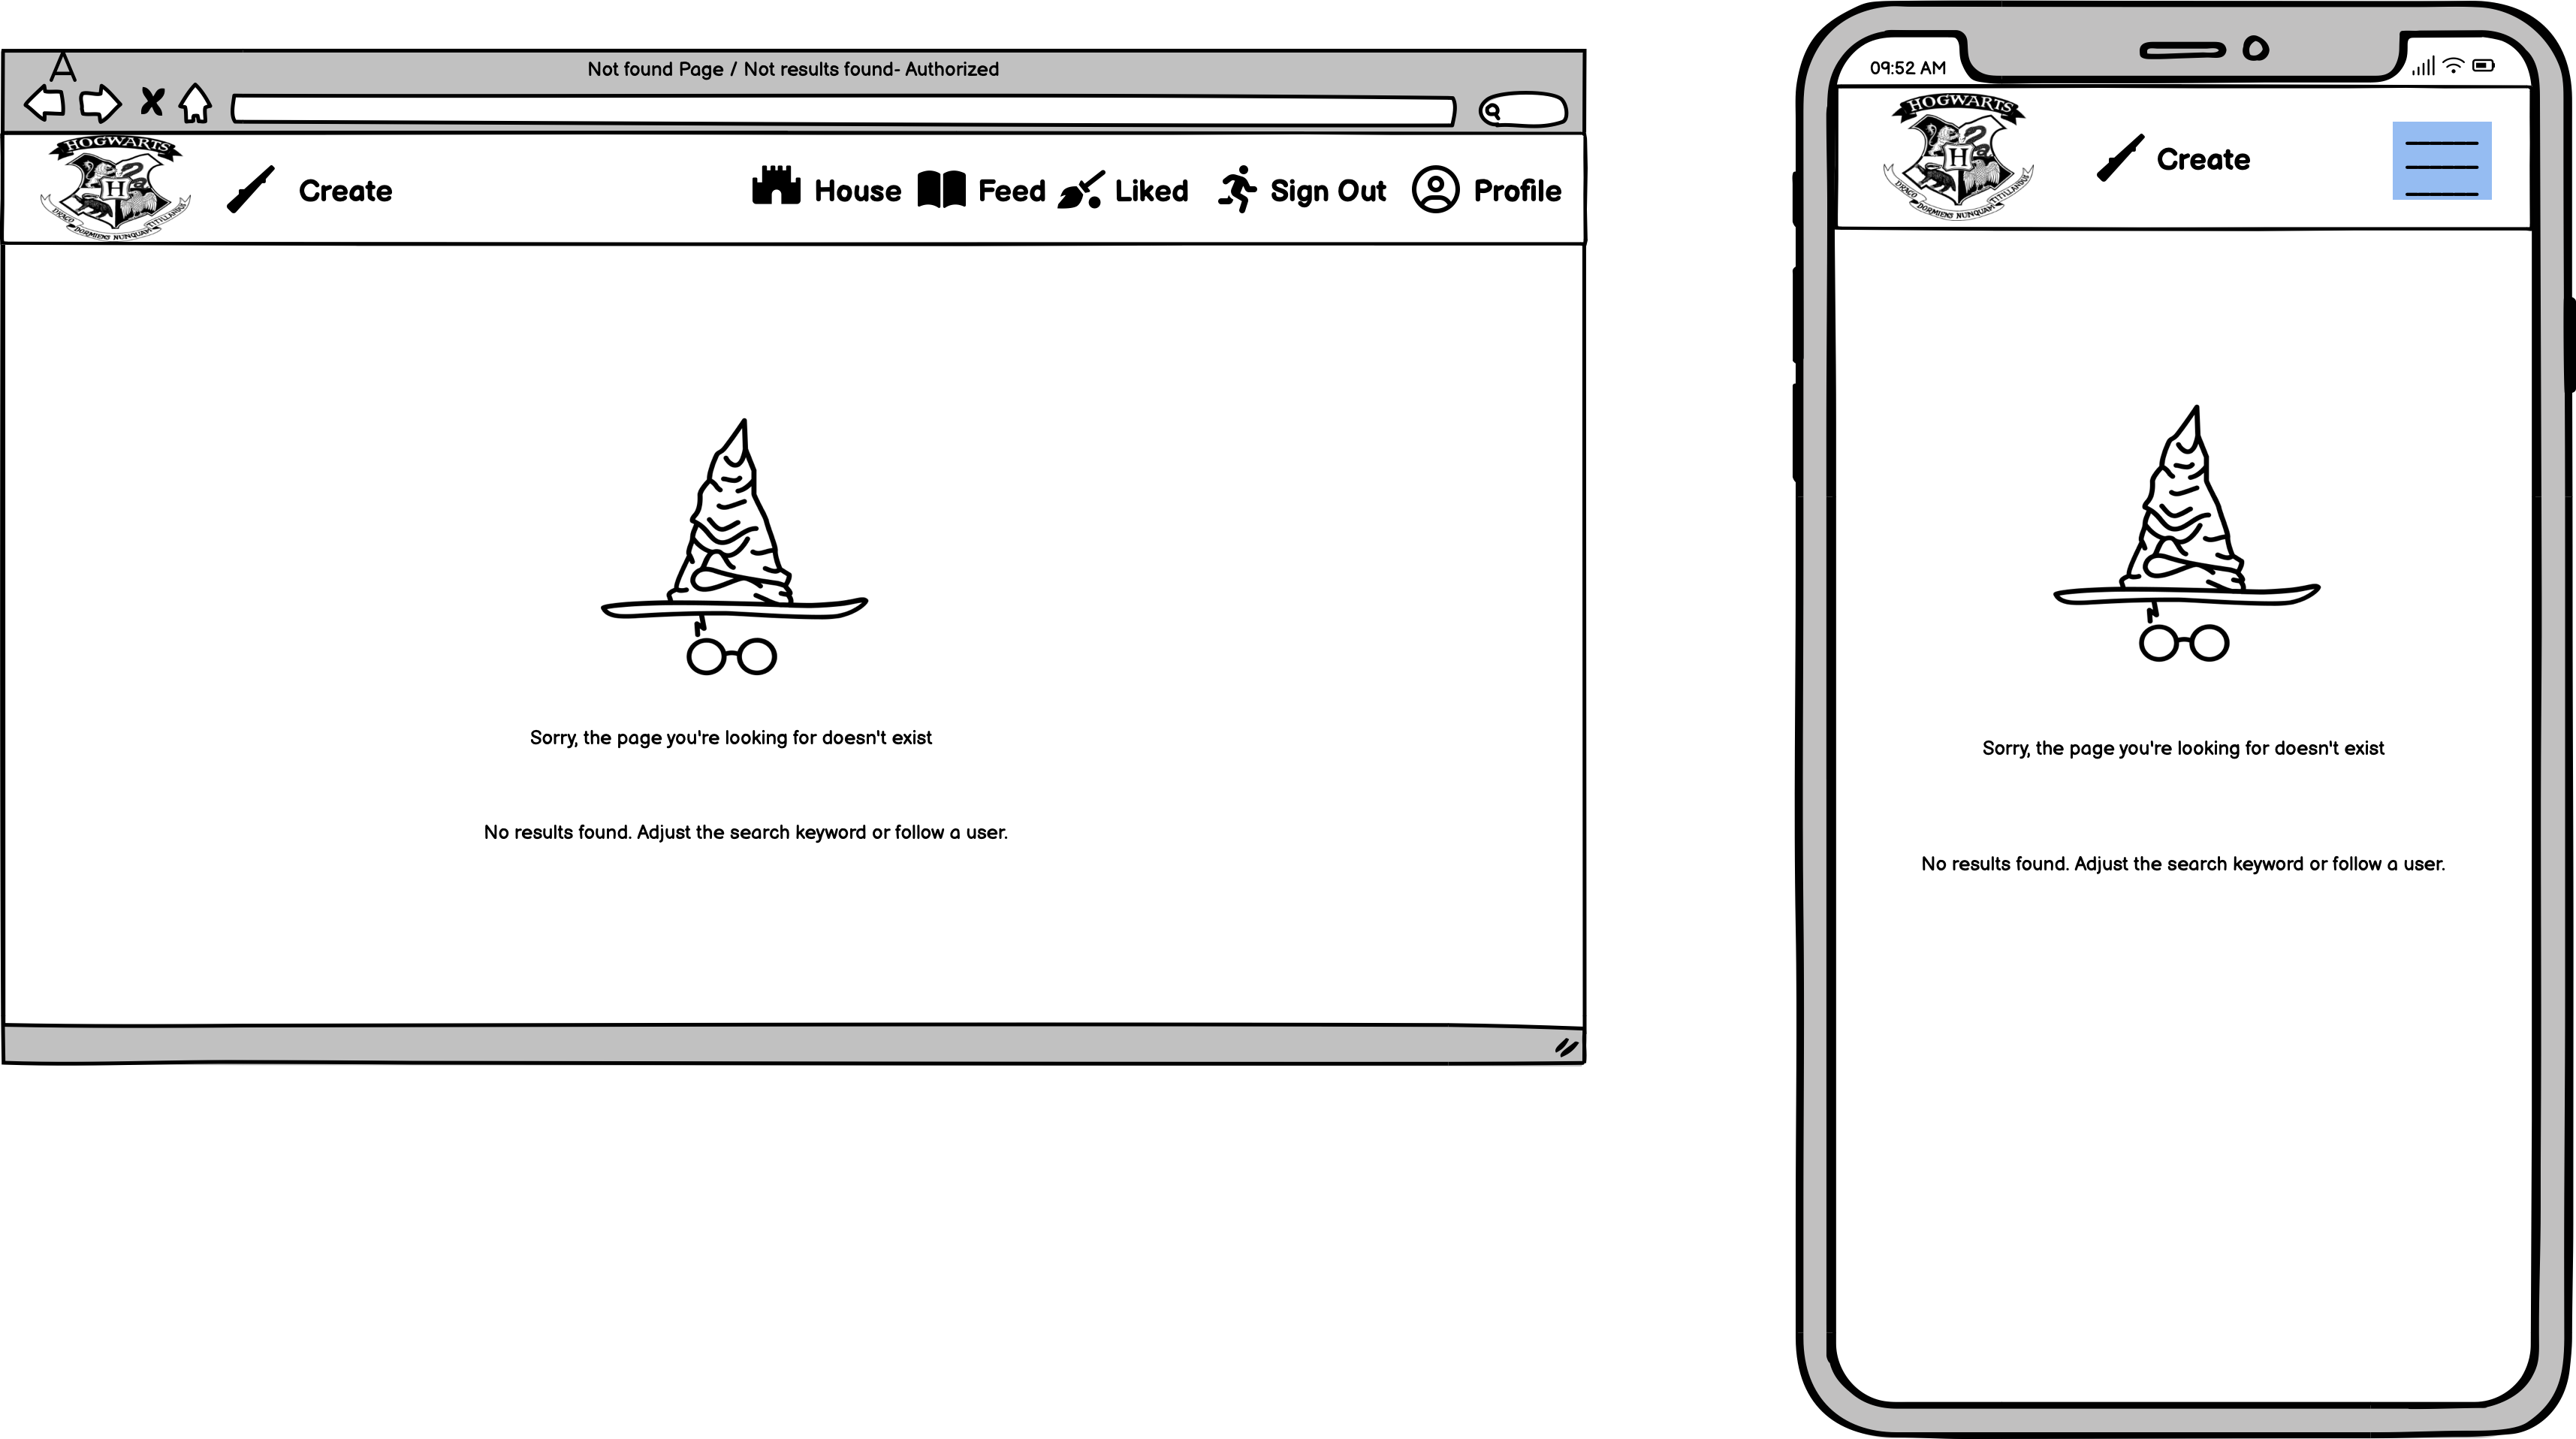 A
Not found Page / Not results found- Authorized
HOGWARTS
H
DRACO DORMIENS NUNQUAM TITILLANDUS
Create
House
Feed
Liked
Sign Out
Profile
Sorry, the page you're looking for doesn't exist
No results found. Adjust the search keyword or follow a user.
09:52 AM
HOGWARTS
H
DRACO DORMIENS NUNQUAM TITILLANDUS
Create
Sorry, the page you're looking for doesn't exist
No results found. Adjust the search keyword or follow a user.